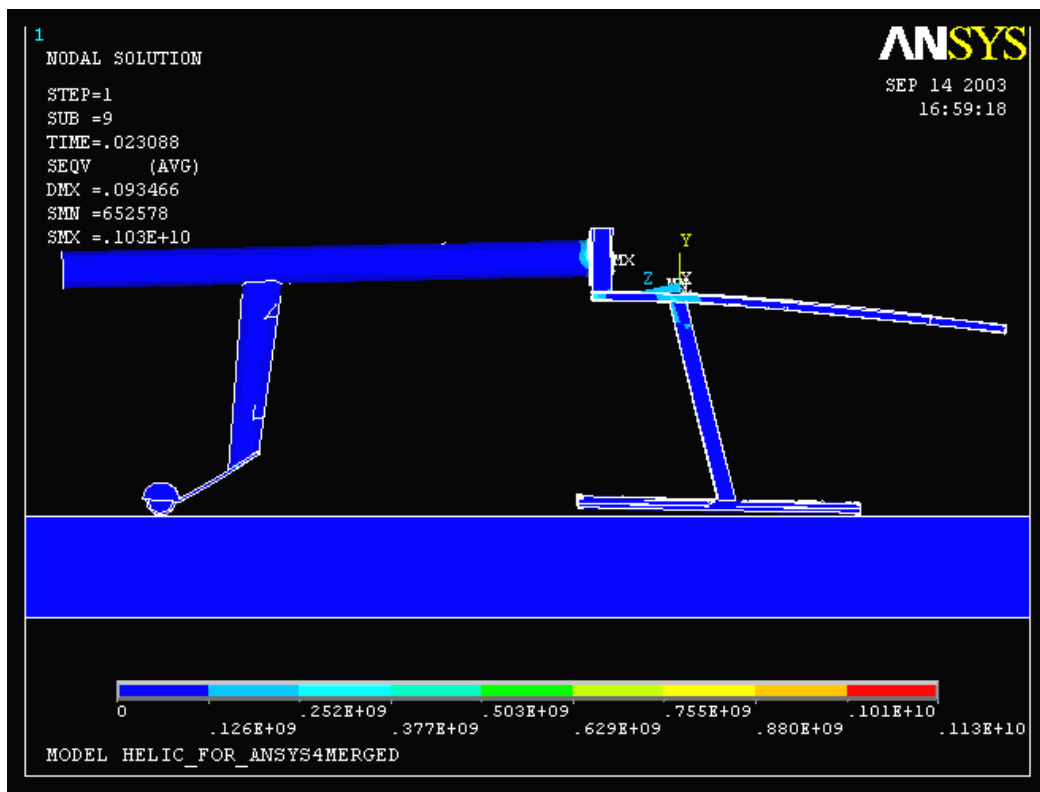 1
NODAL SOLUTION
STEP=1
SUB =9
TIME=.023088
SEQV (AVG)
DMX =.093466
SMN =652578
SMX =.103E+10
ANSYS
SEP 14 2003
16:59:18
Y
MX
Z
X
0
.126E+09
.252E+09
.377E+09
.503E+09
.629E+09
.755E+09
.880E+09
.101E+10
.113E+10
MODEL HELIC_FOR_ANSYS4MERGED